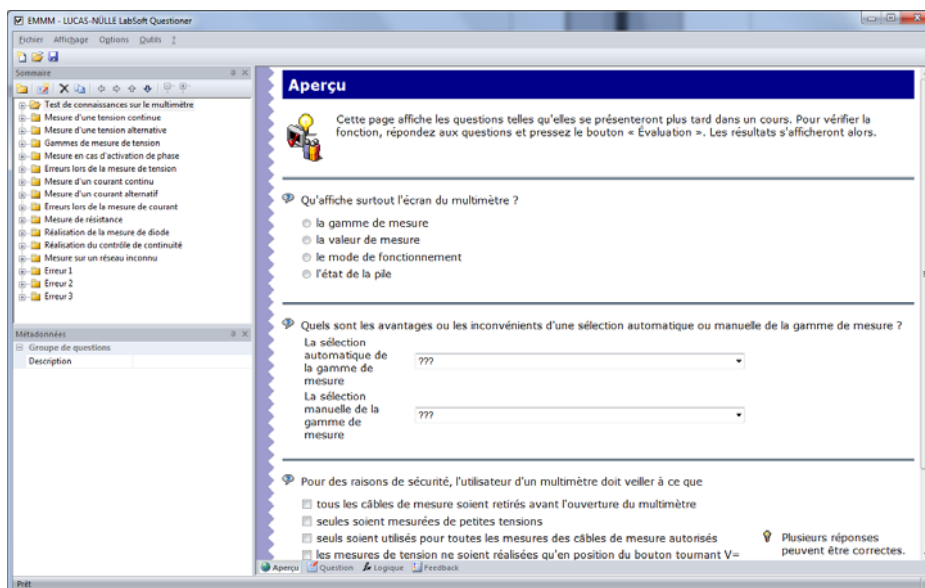 EMMM - LUCAS-NÜLLE LabSoft Questioner
Fichier Affichage Options Outils ?
Sommaire
Test de connaissances sur le multimètre
Mesure d'une tension continue
Mesure d'une tension alternative
Gammes de mesure de tension
Mesure en cas d'activation de phase
Erreurs lors de la mesure de tension
Mesure d'un courant continu
Mesure d'un courant alternatif
Erreurs lors de la mesure de courant
Mesure de résistance
Réalisation de la mesure de diode
Réalisation du contrôle de continuité
Mesure sur un réseau inconnu
Erreur 1
Erreur 2
Erreur 3
Métadonnées
Groupe de questions
Description
Aperçu
Cette page affiche les questions telles qu'elles se présenteront plus tard dans un cours. Pour vérifier la
fonction, répondez aux questions et pressez le bouton « Évaluation ». Les résultats s'afficheront alors.
Qu'affiche surtout l'écran du multimètre ?
la gamme de mesure
la valeur de mesure
le mode de fonctionnement
l'état de la pile
Quels sont les avantages ou les inconvénients d'une sélection automatique ou manuelle de la gamme de mesure ?
La sélection
automatique de
la gamme de
mesure
???
La sélection
manuelle de la
gamme de
mesure
???
Pour des raisons de sécurité, l'utilisateur d'un multimètre doit veiller à ce que
tous les câbles de mesure soient retirés avant l'ouverture du multimètre
seules soient mesurées de petites tensions
seuls soient utilisés pour toutes les mesures des câbles de mesure autorisés
les mesures de tension ne soient réalisées qu'en position du bouton tournant V=
Plusieurs réponses
peuvent être correctes.
Aperçu Question Logique Feedback
Prêt